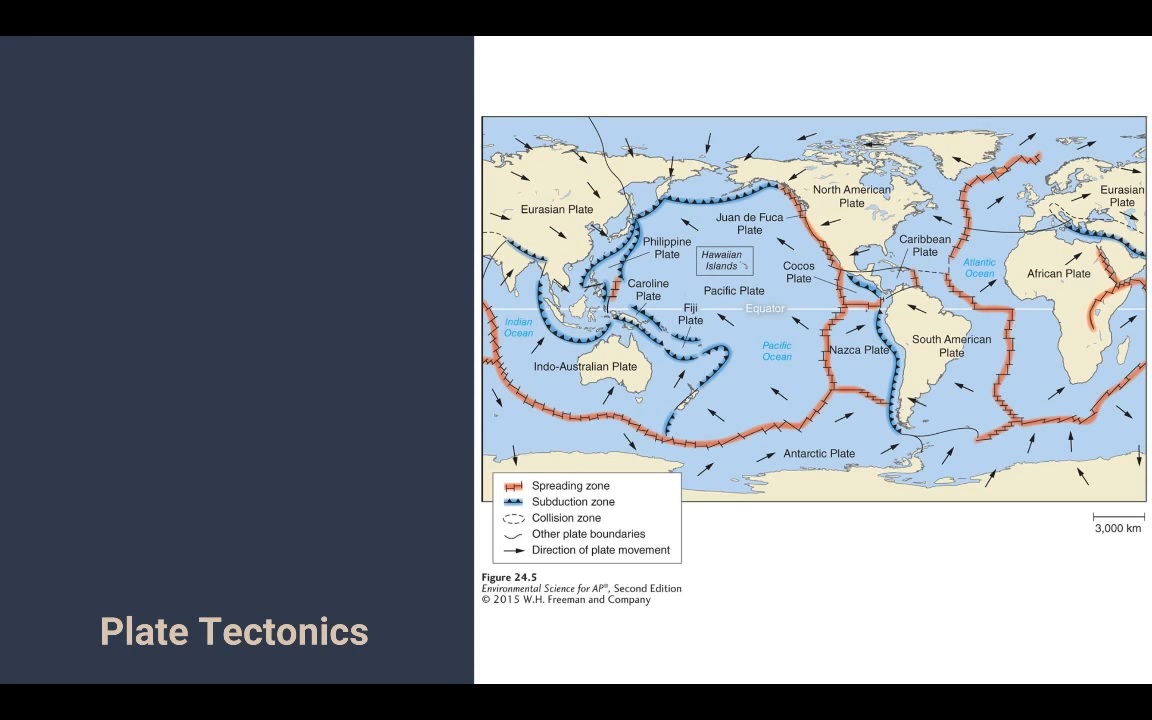 Plate Tectonics
North American
Plate
Eurasian Plate
Eurasian
Plate
Juan de Fuca
Plate
Philippine
Plate
Hawaiian
Islands
Caribbean
Plate
Cocos
Plate
Atlantic
Ocean
African Plate
Caroline
Plate
Pacific Plate
Fiji
Plate
Equator
Indian
Ocean
Pacific
Ocean
Nazca Plate
South American
Plate
Indo-Australian Plate
Antarctic Plate
Spreading zone
Subduction zone
Collision zone
Other plate boundaries
Direction of plate movement
3,000 km
Figure 24.5
Environmental Science for AP®, Second Edition
© 2015 W.H. Freeman and Company